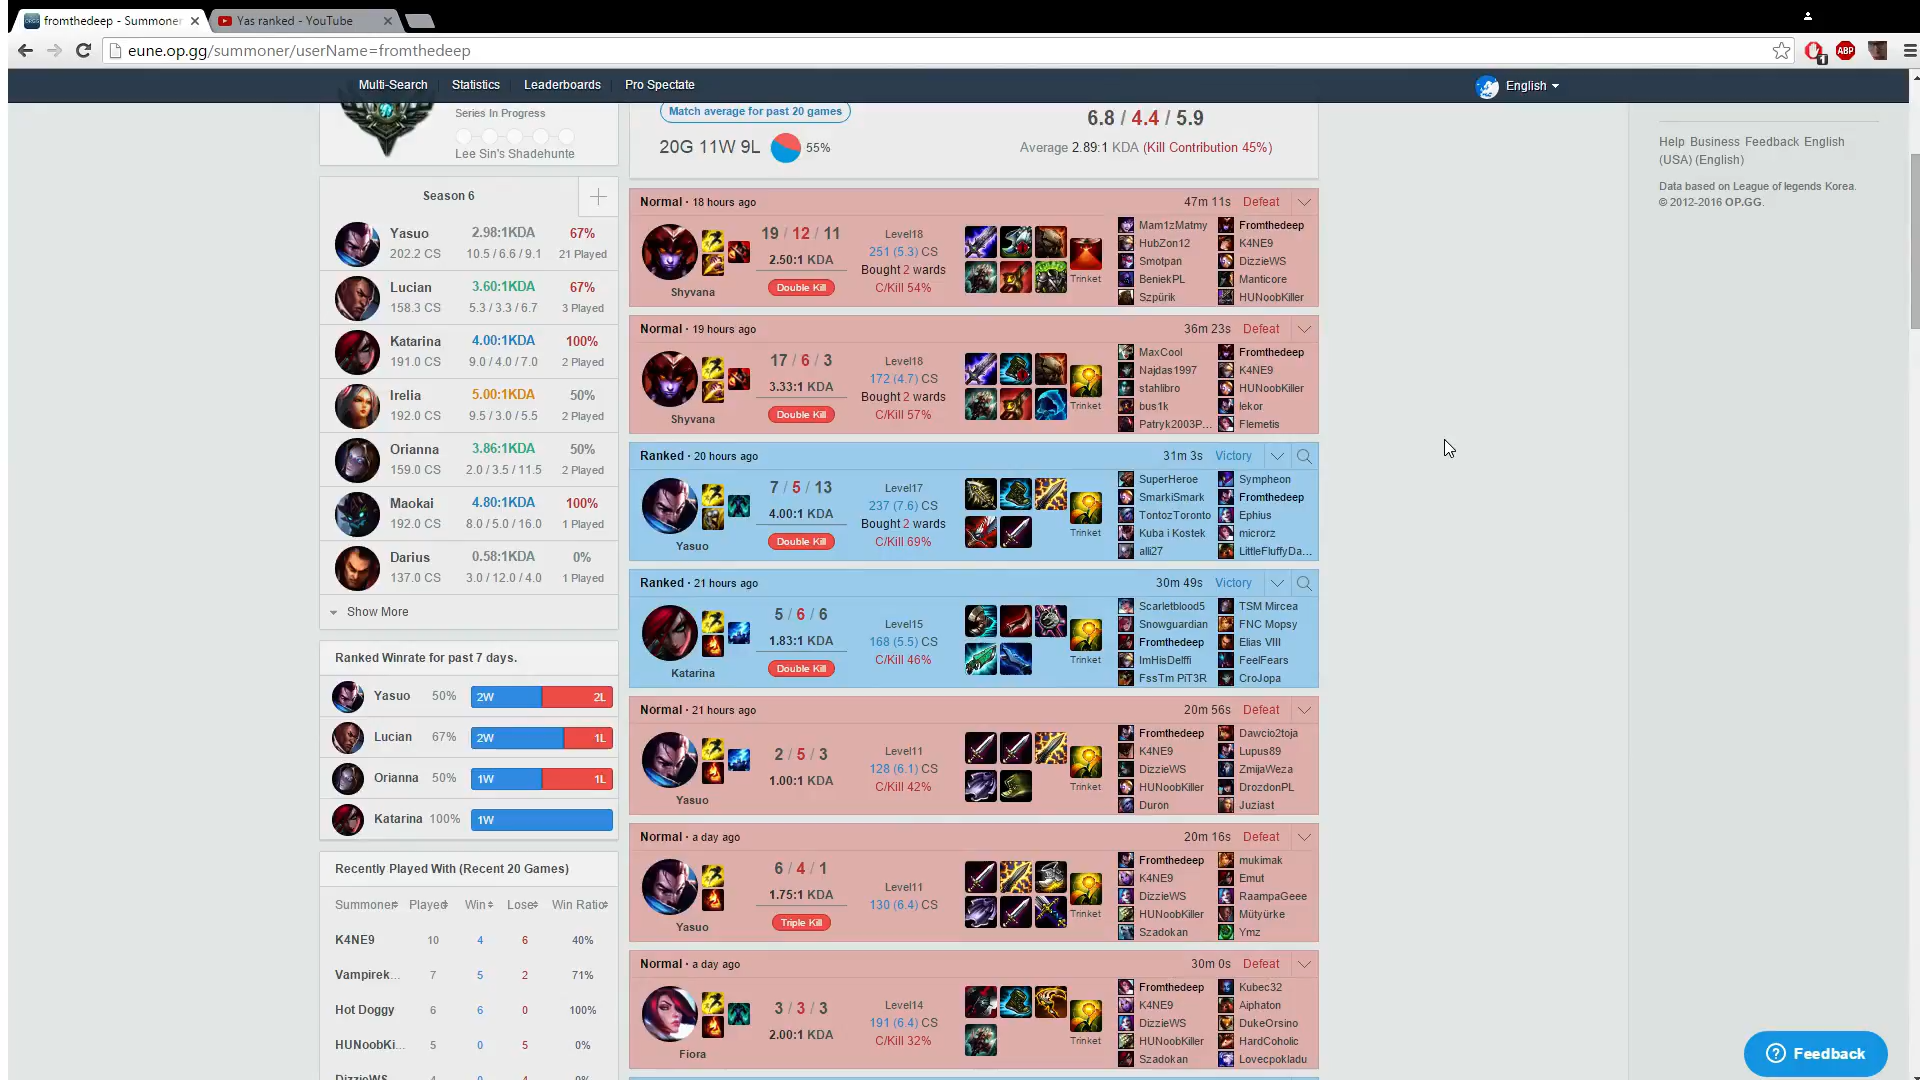 fromthedeep - Summoner
Yas ranked - YouTube
eune.op.gg/summoner/userName=fromthedeep
1
ABP
Multi-Search
Statistics
Leaderboards
Pro Spectate
English
Series In Progress
Lee Sin's Shadehunte
Match average for past 20 games
20G 11W 9L
55%
6.8 / 4.4 / 5.9
Average 2.89:1 KDA (Kill Contribution 45%)
Help Business Feedback English
(USA) (English)
Data based on League of legends Korea.
© 2012-2016 OP.GG.
Season 6
Yasuo 2.98:1KDA 67%
202.2 CS 10.5 / 6.6 / 9.1 21 Played
Lucian 3.60:1KDA 67%
158.3 CS 5.3 / 3.3 / 6.7 3 Played
Katarina 4.00:1KDA 100%
191.0 CS 9.0 / 4.0 / 7.0 2 Played
Irelia 5.00:1KDA 50%
192.0 CS 9.5 / 3.0 / 5.5 2 Played
Orianna 3.86:1KDA 50%
159.0 CS 2.0 / 3.5 / 11.5 2 Played
Maokai 4.80:1KDA 100%
192.0 CS 8.0 / 5.0 / 16.0 1 Played
Darius 0.58:1KDA 0%
137.0 CS 3.0 / 12.0 / 4.0 1 Played
Show More
Ranked Winrate for past 7 days.
Yasuo 50% 2W 2L
Lucian 67% 2W 1L
Orianna 50% 1W 1L
Katarina 100% 1W
Recently Played With (Recent 20 Games)
Summoner Played Win Lose Win Ratio
K4NE9 10 4 6 40%
Vampirek... 7 5 2 71%
Hot Doggy 6 6 0 100%
HUNoobKi... 5 0 5 0%
Normal · 18 hours ago 47m 11s Defeat
Shyvana
19 / 12 / 11
2.50:1 KDA
Double Kill
Level18
251 (5.3) CS
Bought 2 wards
C/Kill 54%
Trinket
Mam1zMatmy Fromthedeep
HubZon12 K4NE9
Smotpan DizzieWS
BeniekPL Manticore
Szpürik HUNoobKiller
Normal · 19 hours ago 36m 23s Defeat
Shyvana
17 / 6 / 3
3.33:1 KDA
Double Kill
Level18
172 (4.7) CS
Bought 2 wards
C/Kill 57%
Trinket
MaxCool Fromthedeep
Najdas1997 K4NE9
stahlibro HUNoobKiller
bus1k lekor
Patryk2003P... Flemetis
Ranked · 20 hours ago 31m 3s Victory
Yasuo
7 / 5 / 13
4.00:1 KDA
Double Kill
Level17
237 (7.6) CS
Bought 2 wards
C/Kill 69%
Trinket
SuperHeroe Sympheon
SmarkiSmark Fromthedeep
TontozToronto Ephius
Kuba i Kostek microrz
alli27 LittleFluffyDa...
Ranked · 21 hours ago 30m 49s Victory
Katarina
5 / 6 / 6
1.83:1 KDA
Double Kill
Level15
168 (5.5) CS
C/Kill 46%
Trinket
Scarletblood5 TSM Mircea
Snowguardian FNC Mopsy
Fromthedeep Elias VIII
ImHisDelffi FeelFears
FssTm PiT3R CroJopa
Normal · 21 hours ago 20m 56s Defeat
Yasuo
2 / 5 / 3
1.00:1 KDA
Level11
128 (6.1) CS
C/Kill 42%
Trinket
Fromthedeep Dawcio2toja
K4NE9 Lupus89
DizzieWS ZmijaWeza
HUNoobKiller DrozdonPL
Duron Juziast
Normal · a day ago 20m 16s Defeat
Yasuo
6 / 4 / 1
1.75:1 KDA
Triple Kill
Level11
130 (6.4) CS
Trinket
Fromthedeep mukimak
K4NE9 Emut
DizzieWS RaampaGeee
HUNoobKiller Mütyürke
Szadokan Ymz
Normal · a day ago 30m 0s Defeat
Fiora
3 / 3 / 3
2.00:1 KDA
Level14
191 (6.4) CS
C/Kill 32%
Trinket
Fromthedeep Kubec32
K4NE9 Aiphaton
DizzieWS DukeOrsino
HUNoobKiller HardCoholic
Szadokan Lovecpokladu
Feedback